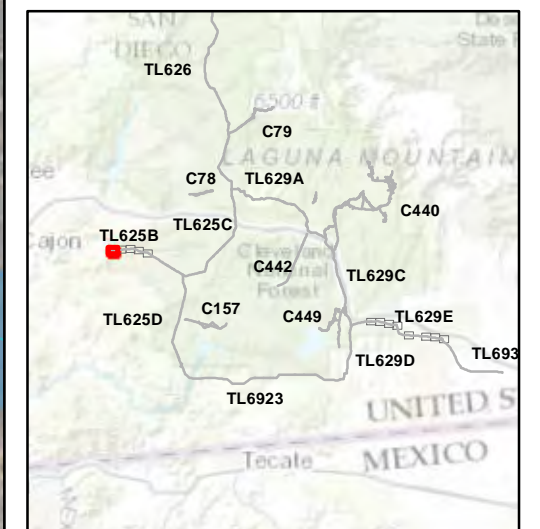 SAN
DIEGO
TL626
6500 ft
C79
LAGUNA MOUNTAIN
TL629A
C78
C440
TL625C
TL625B
Cajon
Cleveland
National
Forest
C442
TL629C
C157
C449
TL629E
TL625D
TL629D
TL693
TL6923
UNITED S
Tecate
MEXICO